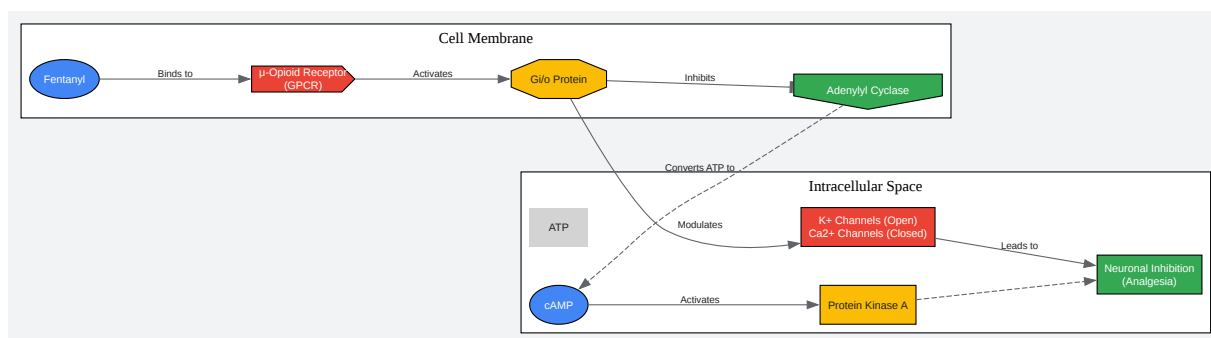 Cell Membrane
Fentanyl
Binds to
μ-Opioid Receptor
(GPCR)
Activates
Gi/o Protein
Inhibits
Adenylyl Cyclase
Converts ATP to
Intracellular Space
ATP
Modulates
K+ Channels (Open)
Ca2+ Channels (Closed)
Leads to
Neuronal Inhibition
(Analgesia)
cAMP
Activates
Protein Kinase A